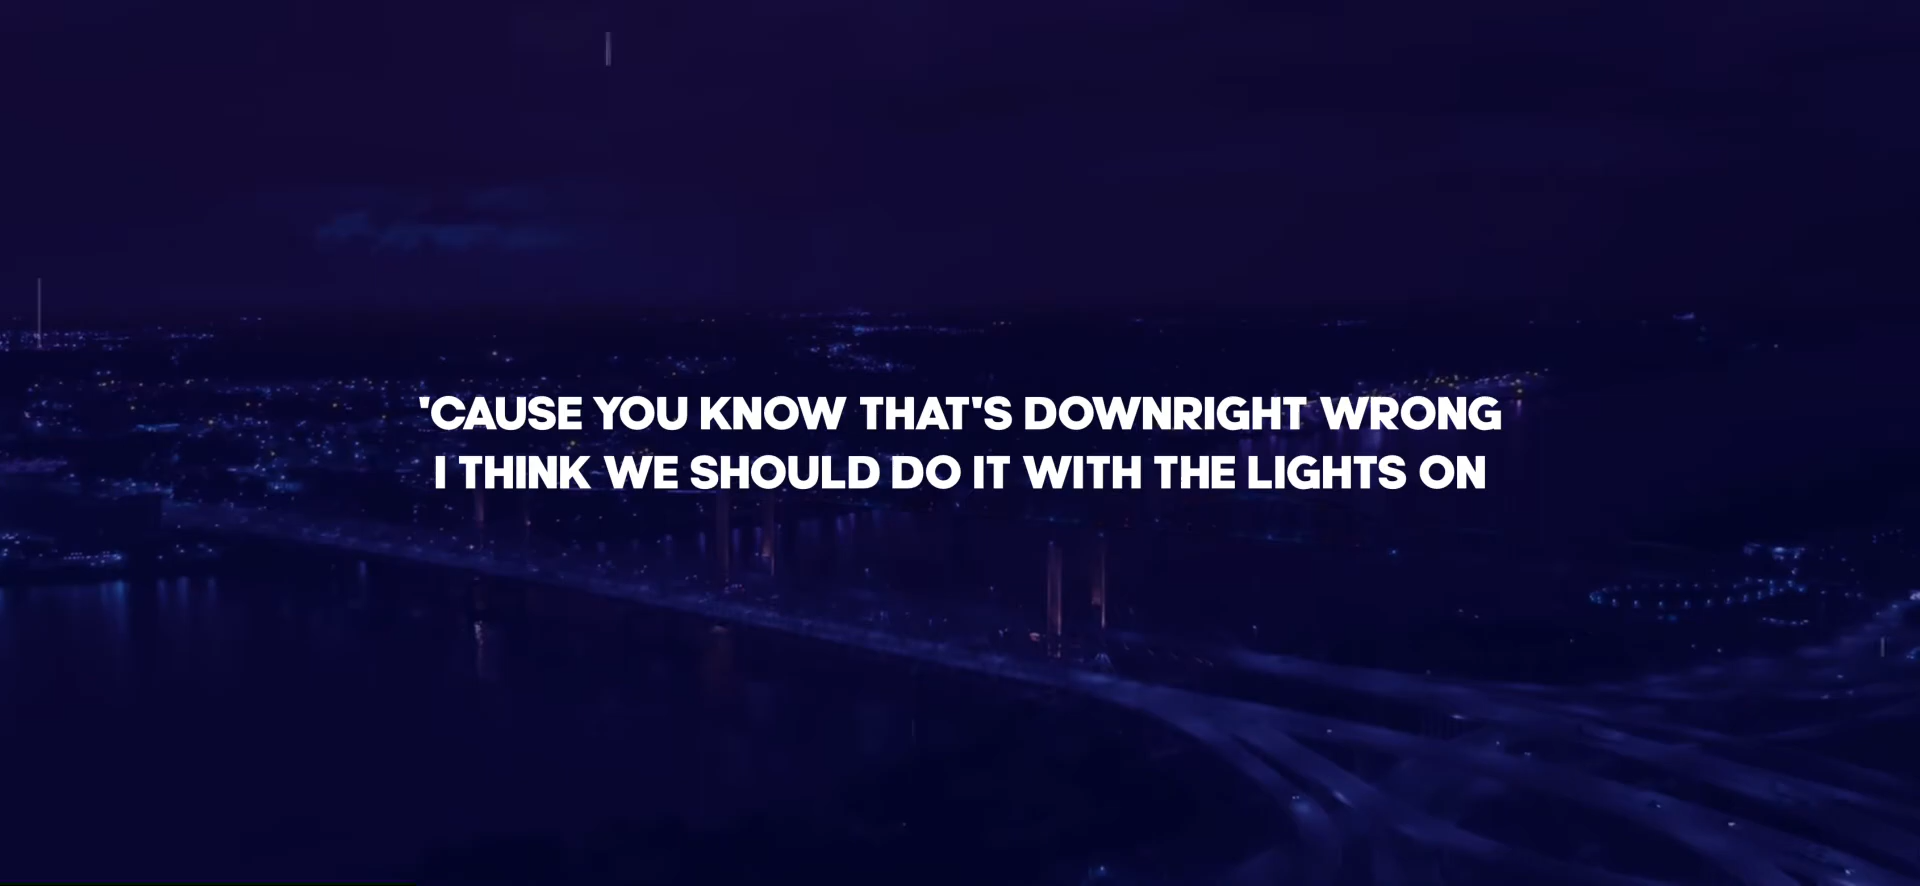 'CAUSE YOU KNOW THAT'S DOWNRIGHT WRONG
I THINK WE SHOULD DO IT WITH THE LIGHTS ON